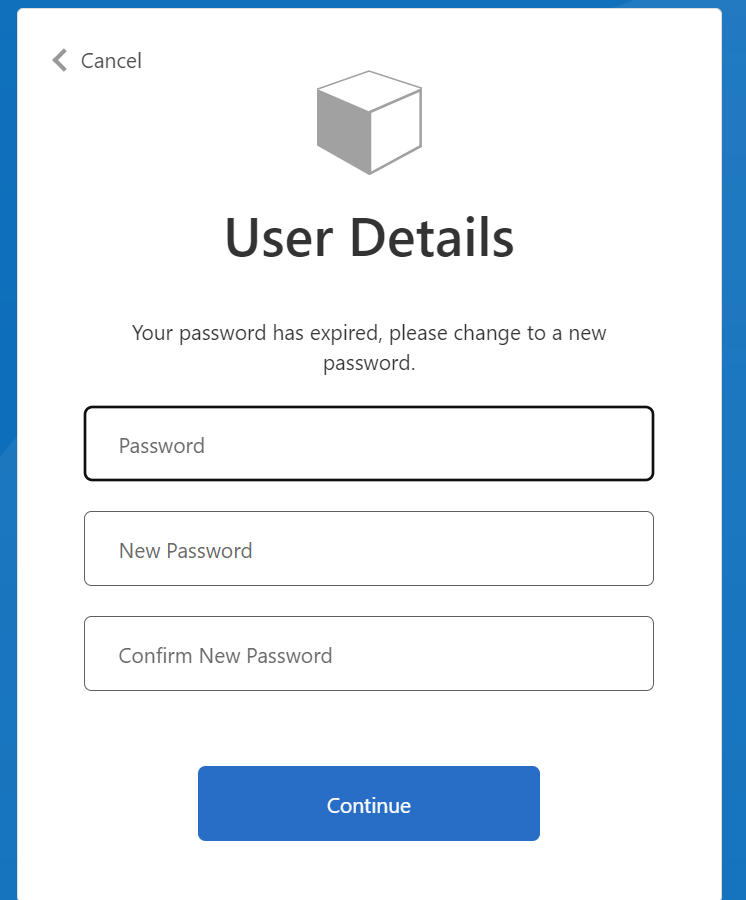 Cancel
User Details
Your password has expired, please change to a new
password.
Password
New Password
Confirm New Password
Continue